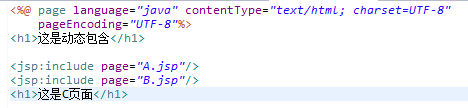 <%@ page language="java" contentType="text/html; charset=UTF-8"
pageEncoding="UTF-8"%>
<h1>这是动态包含</h1>
<jsp:include page="A.jsp"/>
<jsp:include page="B.jsp"/>
<h1>这是C页面</h1>